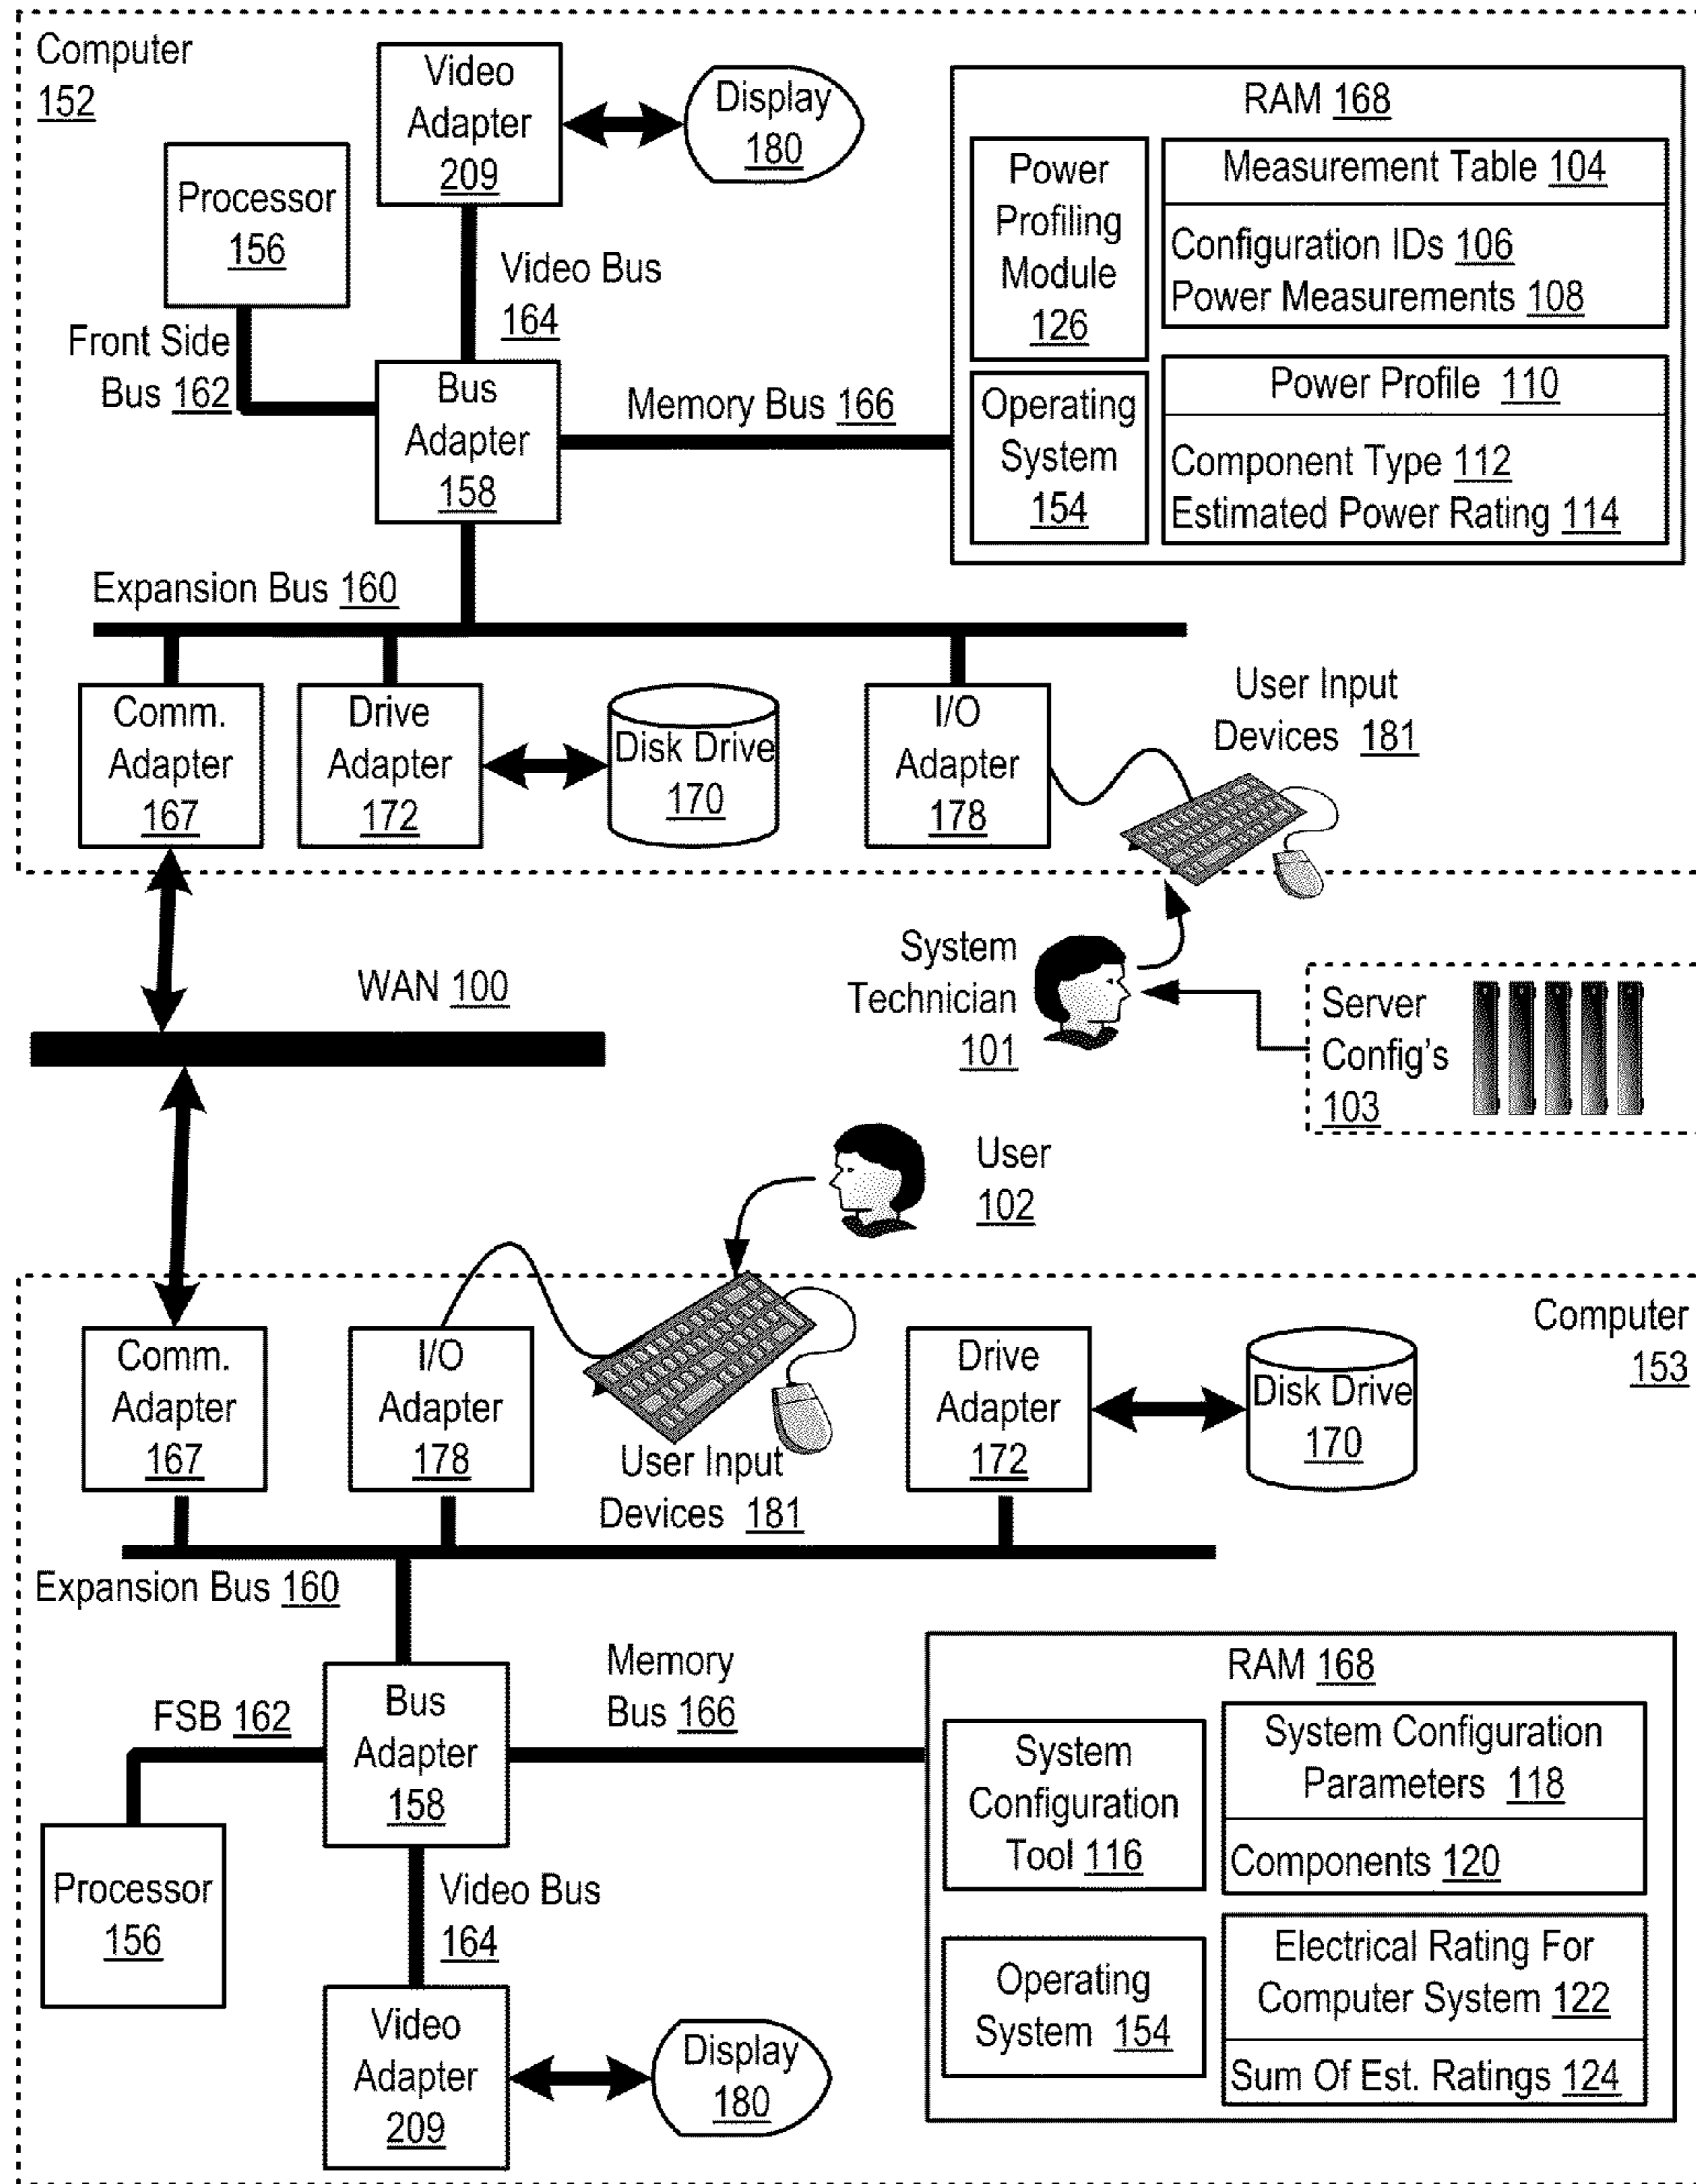 Computer
152
Video
Adapter
209
Display
180
Processor
156
Video Bus
164
Front Side
Bus 162
Bus
Adapter
158
Memory Bus 166
RAM 168
Power
Profiling
Module
126
Measurement Table 104
Configuration IDs 106
Power Measurements 108
Operating
System
154
Power Profile 110
Component Type 112
Estimated Power Rating 114
Expansion Bus 160
Comm.
Adapter
167
Drive
Adapter
172
Disk Drive
170
I/O
Adapter
178
User Input
Devices 181
WAN 100
System
Technician
101
Server
Config's
103
User
102
Computer
153
Comm.
Adapter
167
I/O
Adapter
178
User Input
Devices 181
Drive
Adapter
172
Disk Drive
170
Expansion Bus 160
FSB 162
Bus
Adapter
158
Memory
Bus 166
Processor
156
Video Bus
164
Video
Adapter
209
Display
180
RAM 168
System
Configuration
Tool 116
System Configuration
Parameters 118
Components 120
Operating
System 154
Electrical Rating For
Computer System 122
Sum Of Est. Ratings 124